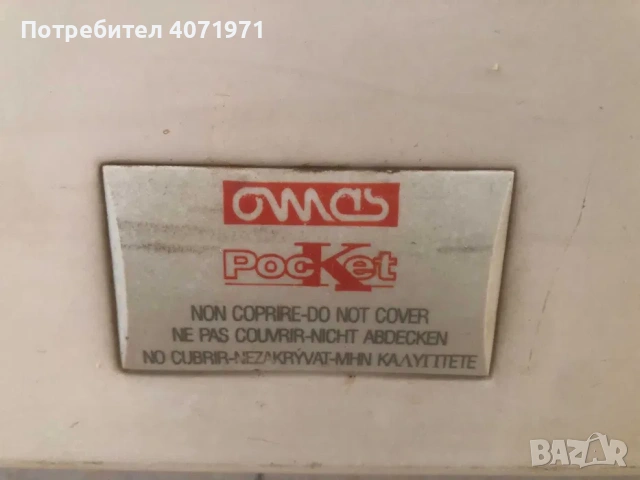 Потребител 4071971
OMAS
PocKet
NON COPRIRE-DO NOT COVER
NE PAS COUVRIR-NICHT ABDECKEN
NO CUBRIR-NEZAKRÝVAT-MHN KAΛYΠTETE
BAZAR